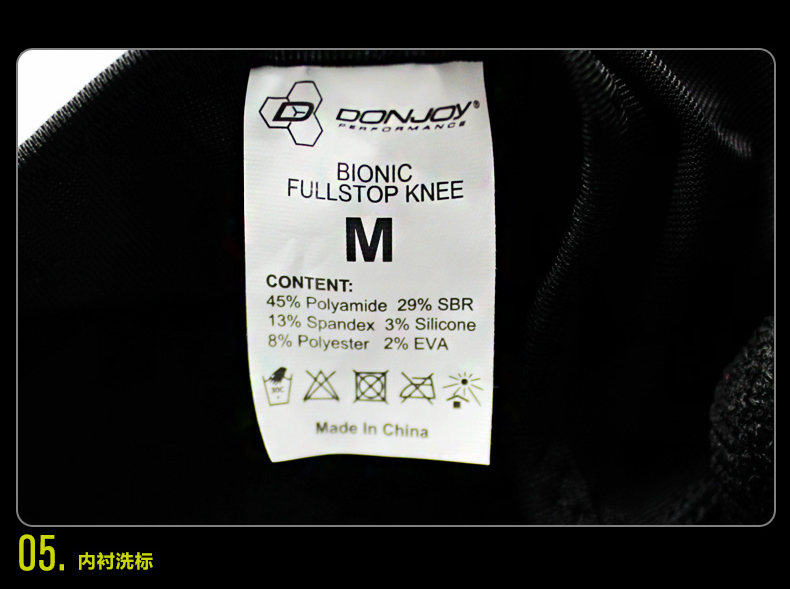 D DONJOY®
PERFORMANCE
BIONIC
FULLSTOP KNEE
M
CONTENT:
45% Polyamide 29% SBR
13% Spandex 3% Silicone
8% Polyester 2% EVA
30C
Made In China
05. 内衬洗标